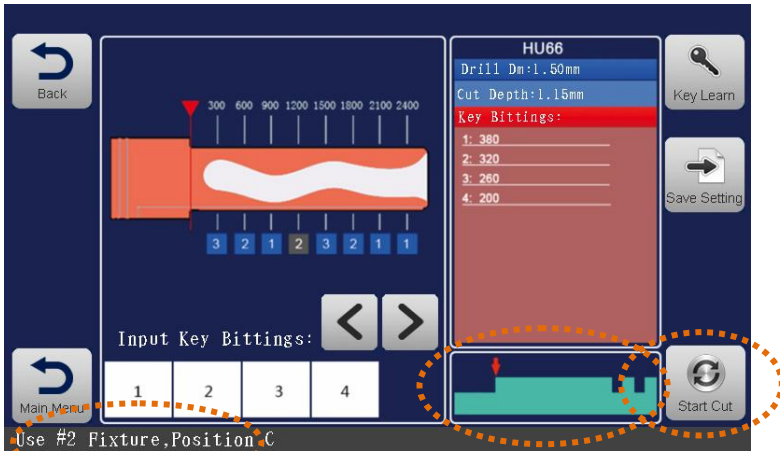 Back
300 600 900 1200 1500 1800 2100 2400
3 2 1 2 3 2 1 1
Input Key Bittings:
< >
1 2 3 4
Main Menu
Use #2 Fixture,Position C
HU66
Drill Dm:1.50mm
Cut Depth:1.15mm
Key Bittings:
1: 380
2: 320
3: 260
4: 200
Key Learn
Save Setting
Start Cut